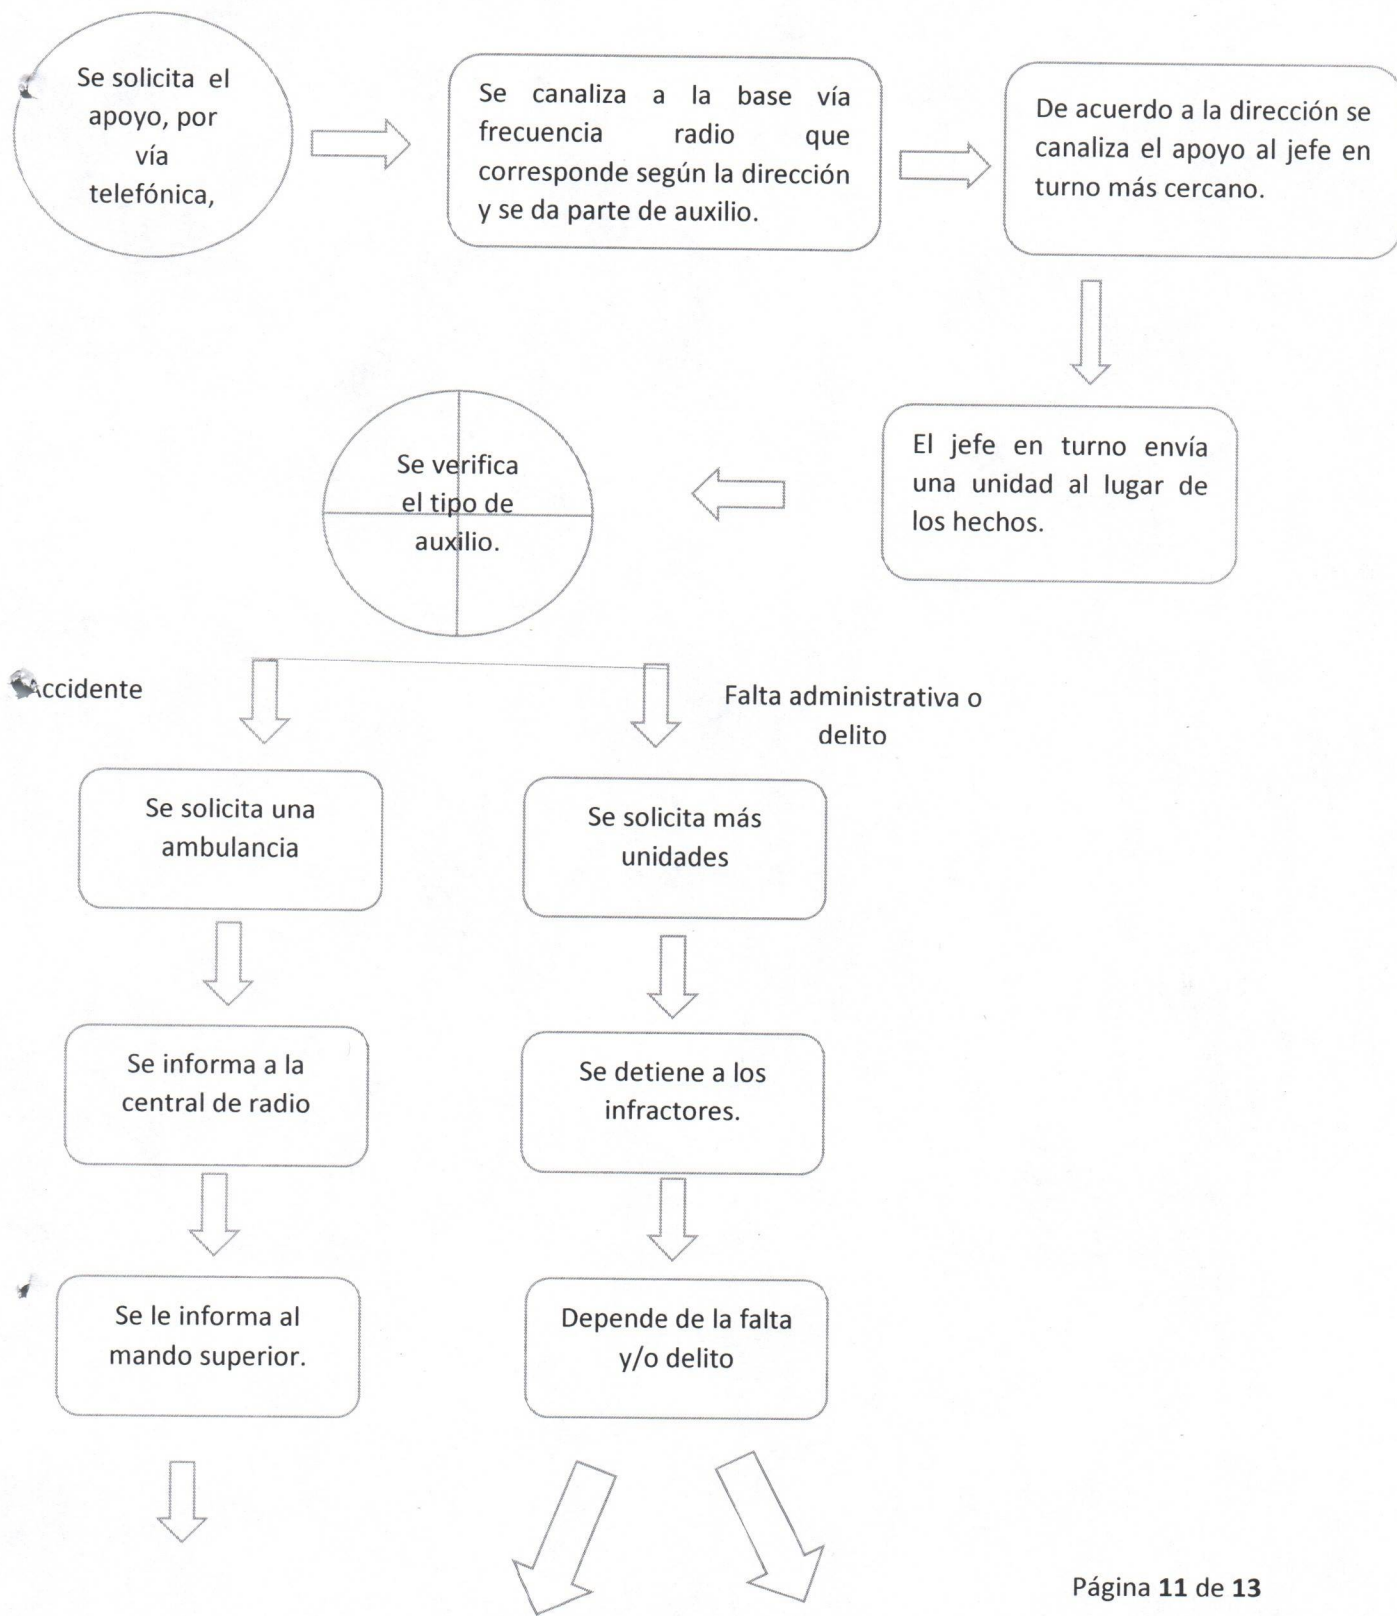 Se solicita el
apoyo, por
vía
telefónica,
Se canaliza a la base vía
frecuencia radio que
corresponde según la dirección
y se da parte de auxilio.
De acuerdo a la dirección se
canaliza el apoyo al jefe en
turno más cercano.
El jefe en turno envía
una unidad al lugar de
los hechos.
Se verifica
el tipo de
auxilio.
Accidente
Falta administrativa o
delito
Se solicita una
ambulancia
Se solicita más
unidades
Se informa a la
central de radio
Se detiene a los
infractores.
Se le informa al
mando superior.
Depende de la falta
y/o delito
Página 11 de 13